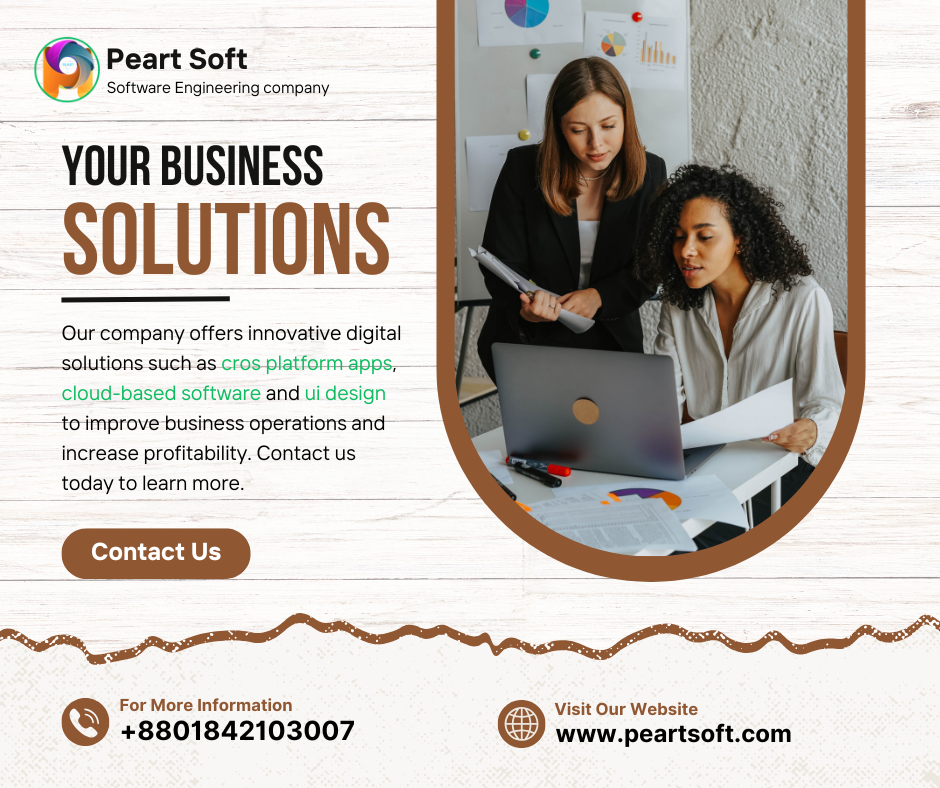 Peart Soft
Software Engineering company
YOUR BUSINESS
SOLUTIONS
Our company offers innovative digital
solutions such as cros platform apps,
cloud-based software and ui design
to improve business operations and
increase profitability. Contact us
today to learn more.
Contact Us
For More Information
+8801842103007
Visit Our Website
www.peartsoft.com